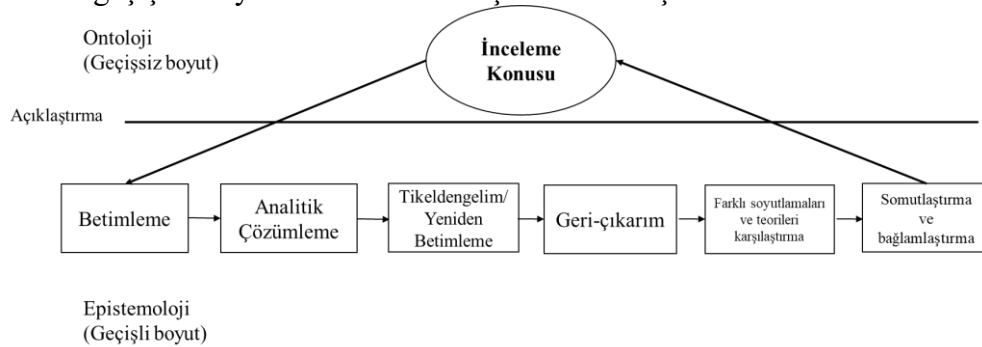 Ontoloji
(Geçişsiz boyut)
İnceleme
Konusu
Açıklaştırma
Betimleme
Analitik
Çözümleme
Tikeldengelim/
Yeniden
Betimleme
Geri-çıkarım
Farklı soyutlamaları
ve teorileri
karşılaştırma
Somutlaştırma
ve
bağlamlaştırma
Epistemoloji
(Geçişli boyut)